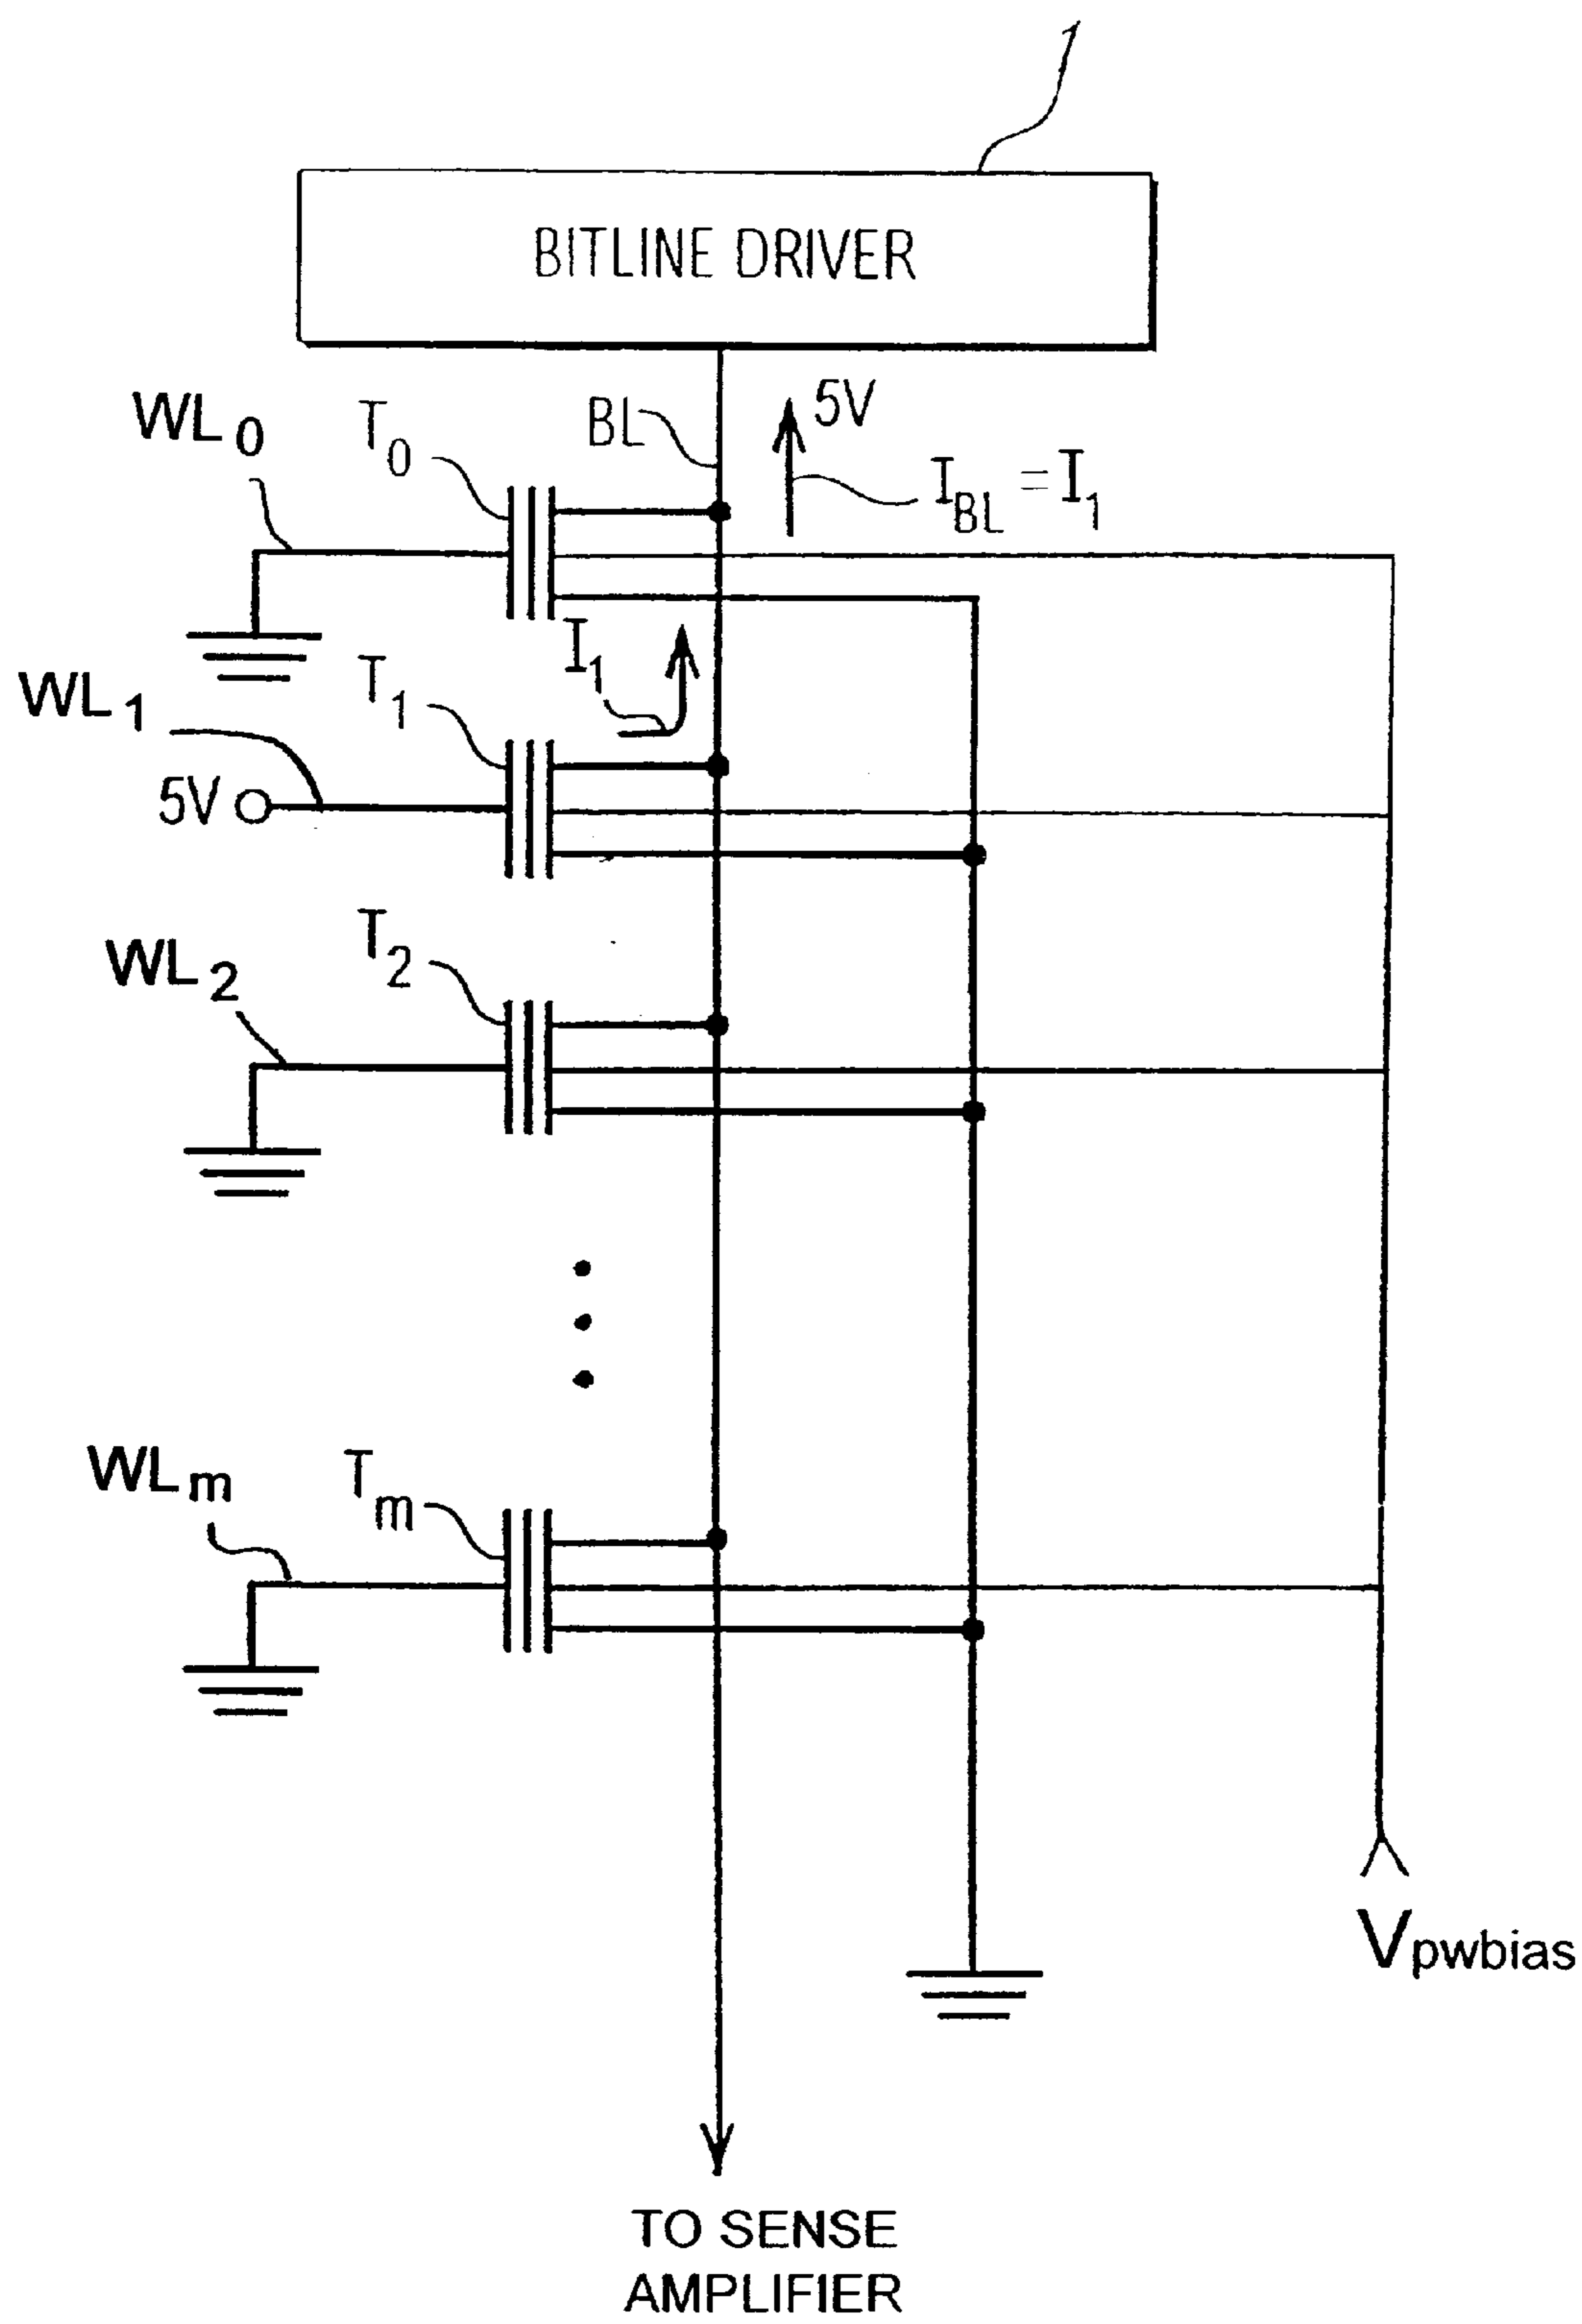 1
BITLINE DRIVER
WL0
T0
BL
5V
IBL = I1
I1
WL1
T1
5V
WL2
T2
WLm
Tm
Vpwbias
TO SENSE
AMPLIFIER